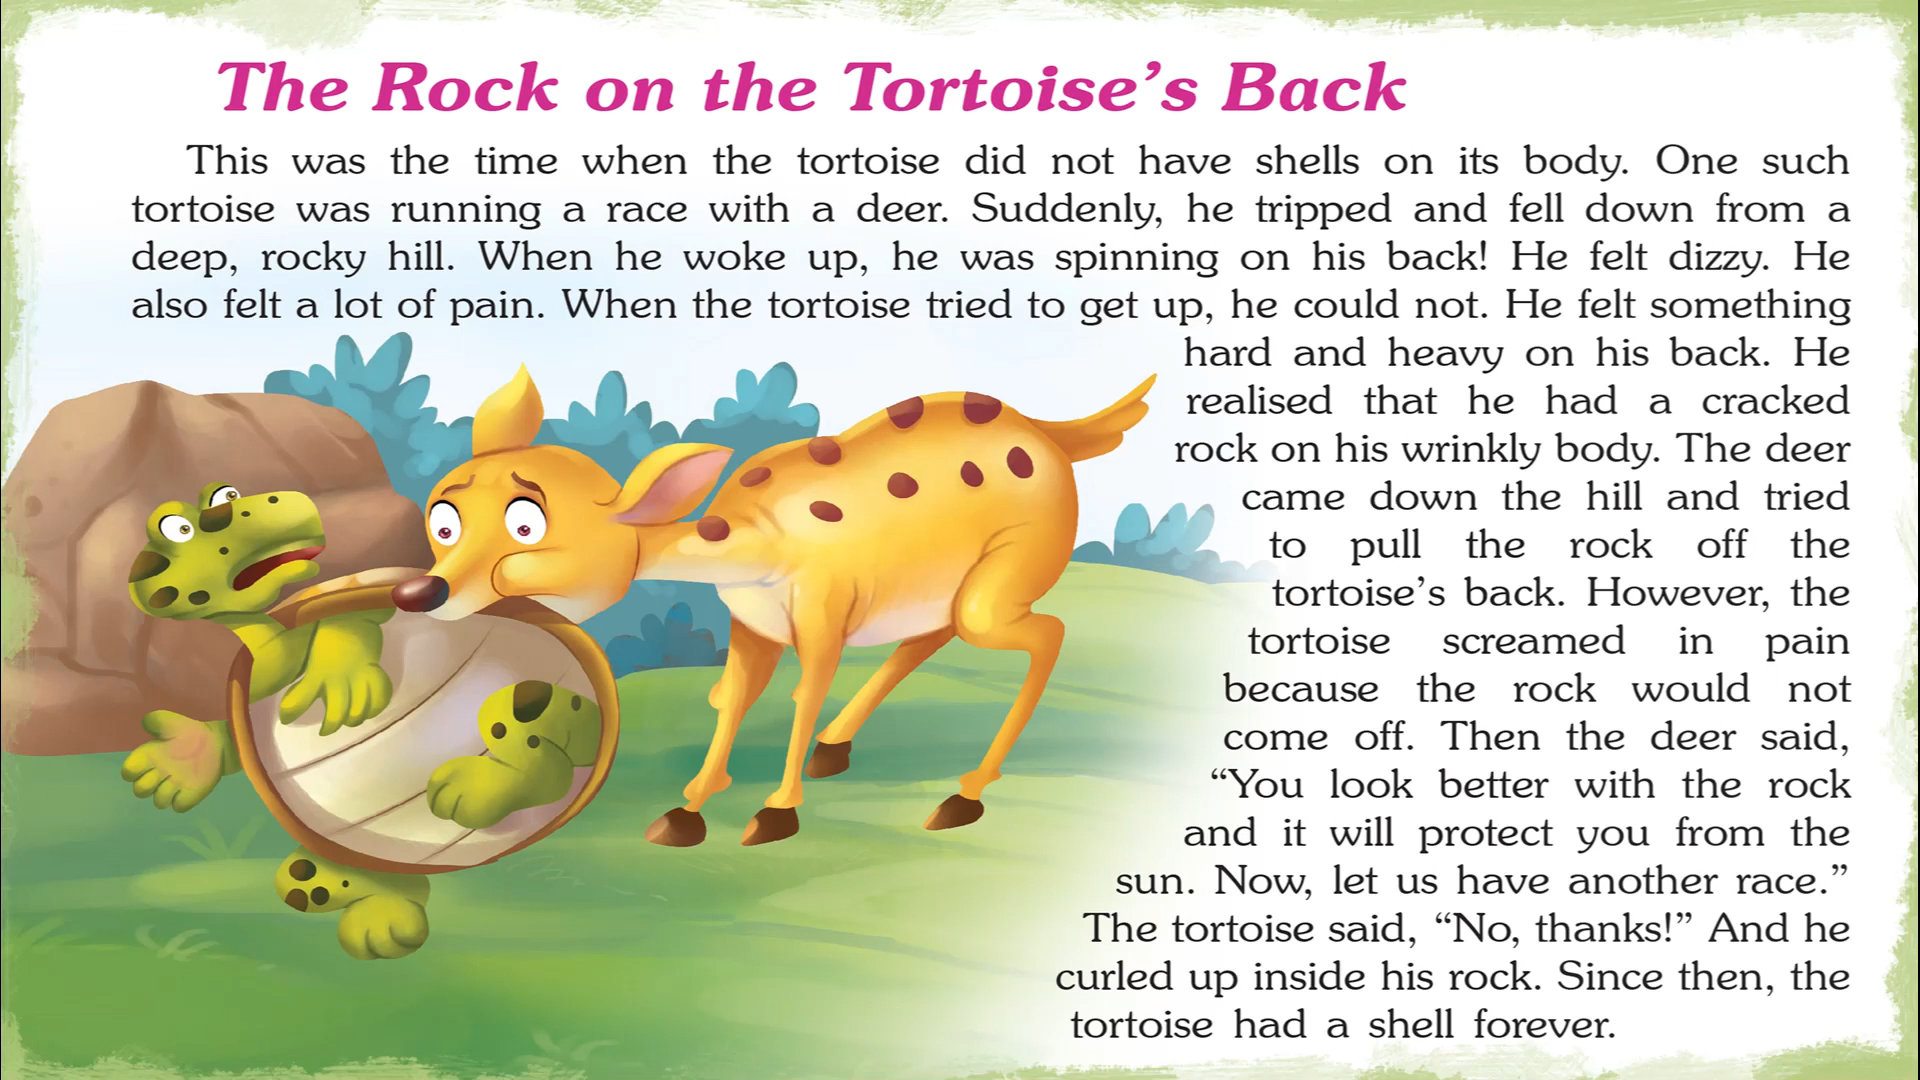 The Rock on the Tortoise’s Back
This was the time when the tortoise did not have shells on its body. One such
tortoise was running a race with a deer. Suddenly, he tripped and fell down from a
deep, rocky hill. When he woke up, he was spinning on his back! He felt dizzy. He
also felt a lot of pain. When the tortoise tried to get up, he could not. He felt something
hard and heavy on his back. He
realised that he had a cracked
rock on his wrinkly body. The deer
came down the hill and tried
to pull the rock off the
tortoise’s back. However, the
tortoise screamed in pain
because the rock would not
come off. Then the deer said,
“You look better with the rock
and it will protect you from the
sun. Now, let us have another race.”
The tortoise said, “No, thanks!” And he
curled up inside his rock. Since then, the
tortoise had a shell forever.